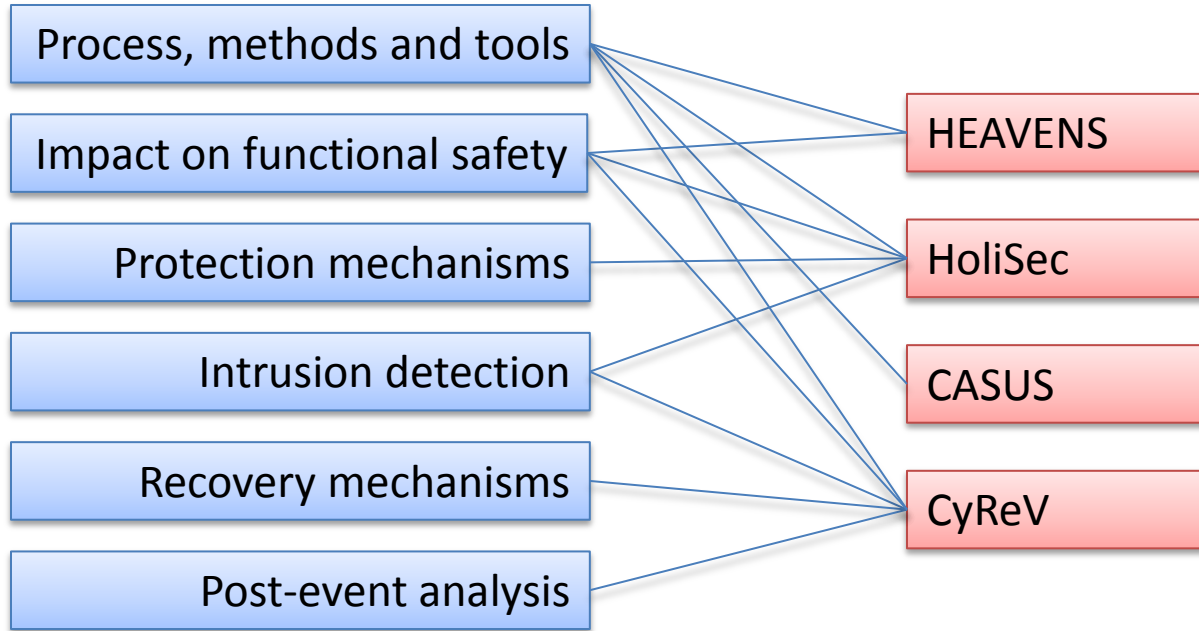 Process, methods and tools
Impact on functional safety
Protection mechanisms
Intrusion detection
Recovery mechanisms
Post-event analysis
HEAVENS
HoliSec
CASUS
CyReV